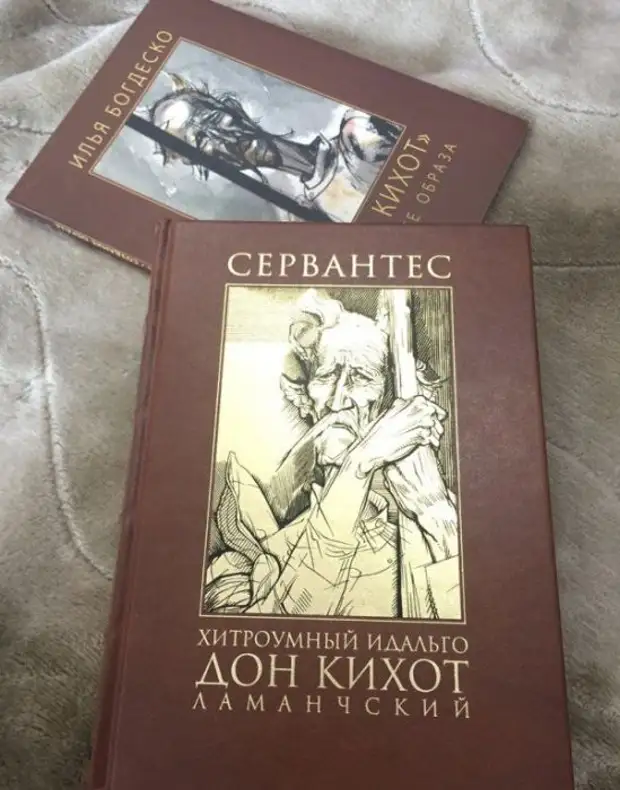 ИЛЬЯ БОГДЕСКО
КИХОТ»
ОБРАЗА
СЕРВАНТЕС
ХИТРОУМНЫЙ ИДАЛЬГО
ДОН КИХОТ
ЛАМАНЧСКИЙ